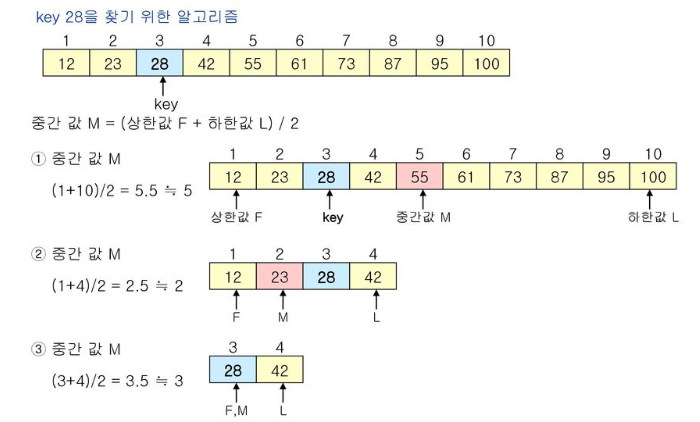 key 28을 찾기 위한 알고리즘
1 2 3 4 5 6 7 8 9 10
12 23 28 42 55 61 73 87 95 100
key
중간 값 M = (상한값 F + 하한값 L) / 2
① 중간 값 M
(1+10)/2 = 5.5 ≒ 5
1 2 3 4 5 6 7 8 9 10
12 23 28 42 55 61 73 87 95 100
상한값 F key 중간값 M 하한값 L
② 중간 값 M
(1+4)/2 = 2.5 ≒ 2
1 2 3 4
12 23 28 42
F M L
③ 중간 값 M
(3+4)/2 = 3.5 ≒ 3
3 4
28 42
F,M L